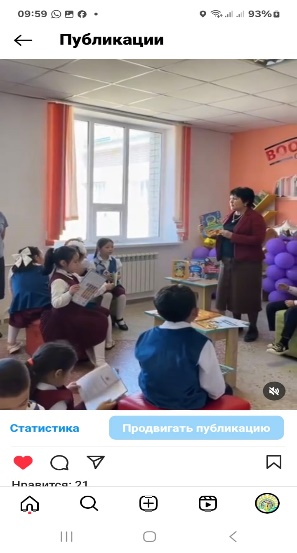 09:59
93%
Публикации
BOO
Статистика
Продвигать публикацию
Нравится: 21